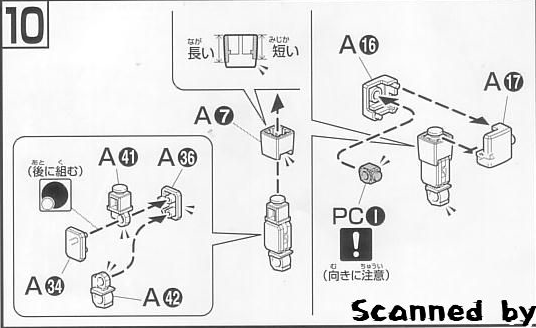 10
なが
長い
みじか
短い
A7
A16
A17
A41
A36
あと く
(後に組む)
A34
A42
PC1
!
む ちゅうい
(向きに注意)
Scanned by